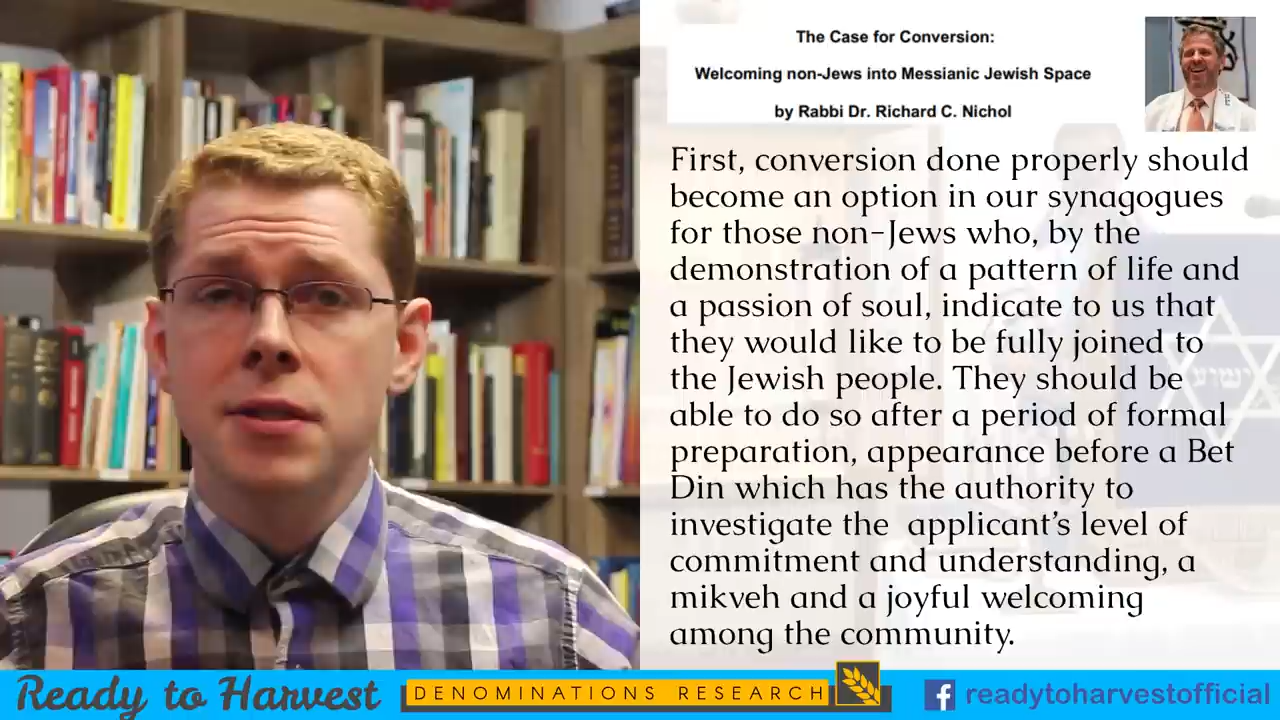 The Case for Conversion:
Welcoming non-Jews into Messianic Jewish Space
by Rabbi Dr. Richard C. Nichol
First, conversion done properly should
become an option in our synagogues
for those non-Jews who, by the
demonstration of a pattern of life and
a passion of soul, indicate to us that
they would like to be fully joined to
the Jewish people. They should be
able to do so after a period of formal
preparation, appearance before a Bet
Din which has the authority to
investigate the  applicant's level of
commitment and understanding, a
mikveh and a joyful welcoming
among the community.
ישוע
Ready to Harvest
DENOMINATIONS RESEARCH
readytoharvestofficial